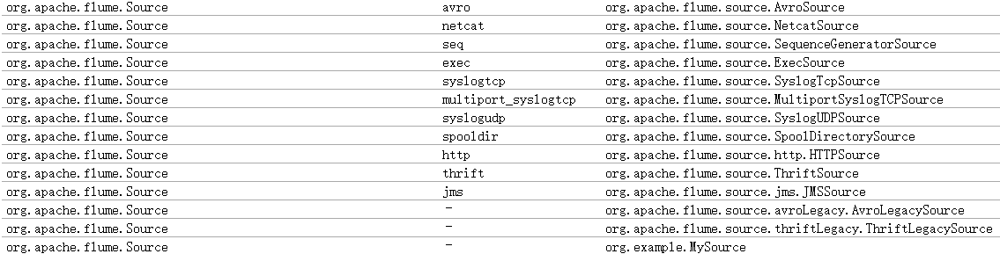 org.apache.flume.Source avro org.apache.flume.source.AvroSource
org.apache.flume.Source netcat org.apache.flume.source.NetcatSource
org.apache.flume.Source seq org.apache.flume.source.SequenceGeneratorSource
org.apache.flume.Source exec org.apache.flume.source.ExecSource
org.apache.flume.Source syslogtcp org.apache.flume.source.SyslogTcpSource
org.apache.flume.Source multiport_syslogtcp org.apache.flume.source.MultiportSyslogTCPSource
org.apache.flume.Source syslogudp org.apache.flume.source.SyslogUDPSource
org.apache.flume.Source spooldir org.apache.flume.source.SpoolDirectorySource
org.apache.flume.Source http org.apache.flume.source.http.HTTPSource
org.apache.flume.Source thrift org.apache.flume.source.ThriftSource
org.apache.flume.Source jms org.apache.flume.source.jms.JMSSource
org.apache.flume.Source – org.apache.flume.source.avroLegacy.AvroLegacySource
org.apache.flume.Source – org.apache.flume.source.thriftLegacy.ThriftLegacySource
org.apache.flume.Source – org.example.MySource